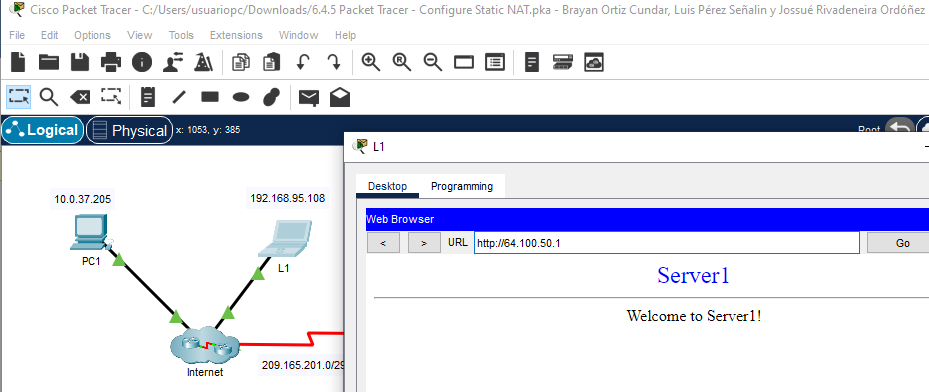 Cisco Packet Tracer - C:/Users/usuariopc/Downloads/6.4.5 Packet Tracer - Configure Static NAT.pka - Brayan Ortiz Cundar, Luis Pérez Señalin y Jossué Rivadeneira Ordóñez
File Edit Options View Tools Extensions Window Help
Logical Physical x: 1053, y: 385 Root
L1
Desktop Programming
Web Browser
< > URL http://64.100.50.1 Go
Server1
Welcome to Server1!
10.0.37.205 192.168.95.108
PC1 L1
Internet
209.165.201.0/29